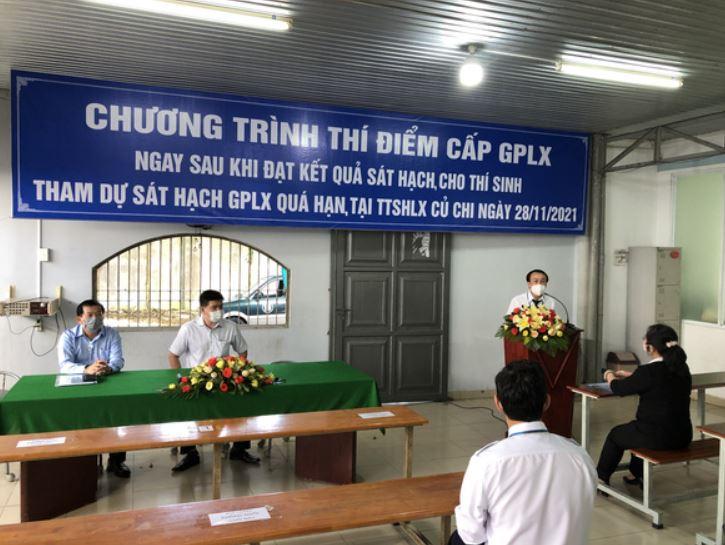 CHƯƠNG TRÌNH THÍ ĐIỂM CẤP GPLX
NGAY SAU KHI ĐẠT KẾT QUẢ SÁT HẠCH, CHO THÍ SINH
THAM DỰ SÁT HẠCH GPLX QUÁ HẠN, TẠI TTSHLX CỦ CHI NGÀY 28/11/2021